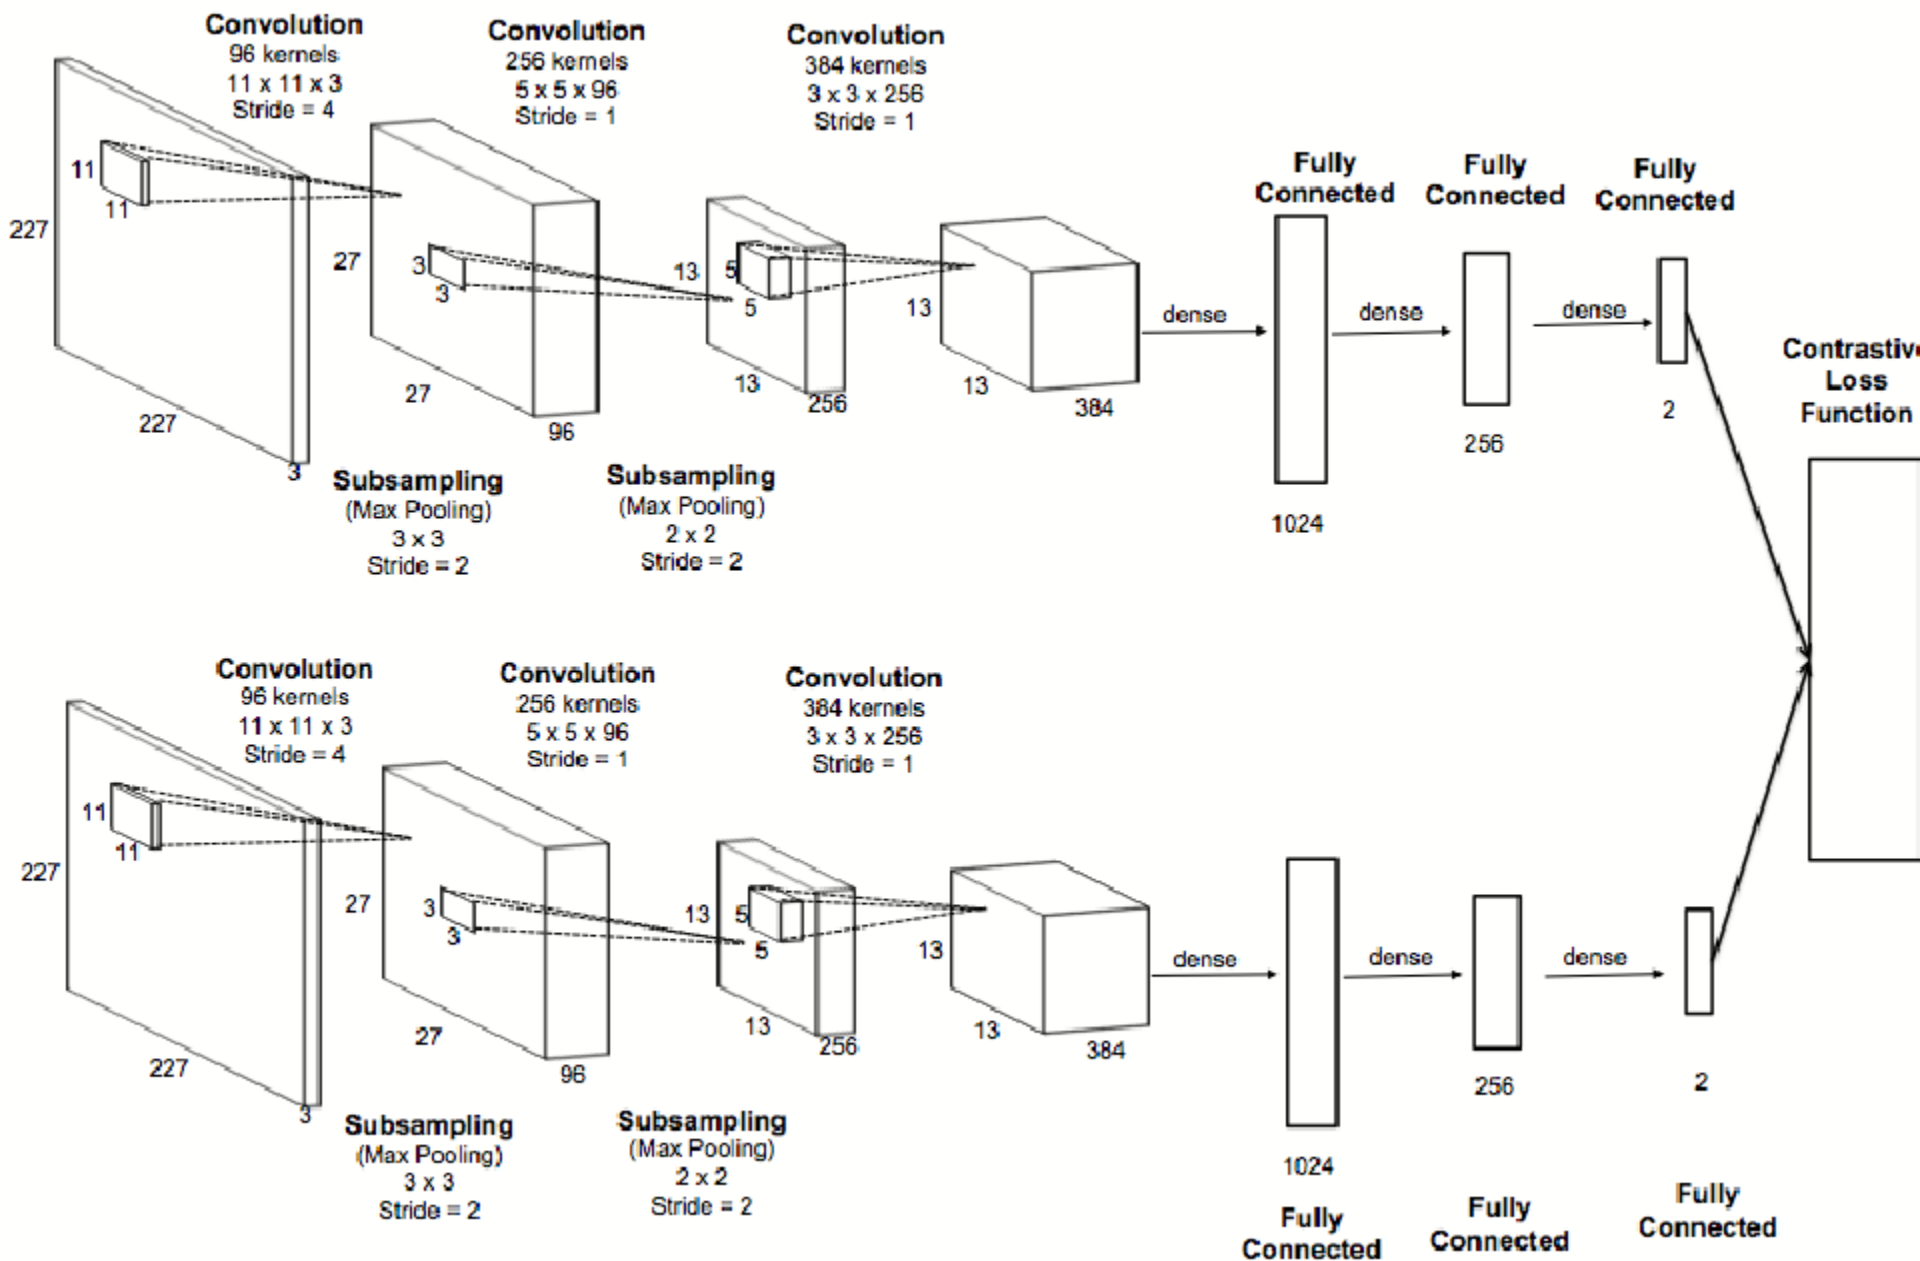 Convolution
96 kernels
11 x 11 x 3
Stride = 4
Convolution
256 kernels
5 x 5 x 96
Stride = 1
Convolution
384 kernels
3 x 3 x 256
Stride = 1
Fully
Connected
Fully
Connected
Fully
Connected
11
11
227
227
3
27
27
96
3
3
13
13
256
5
5
13
13
384
dense
dense
dense
1024
256
2
Subsampling
(Max Pooling)
3 x 3
Stride = 2
Subsampling
(Max Pooling)
2 x 2
Stride = 2
Contrastive
Loss
Function
Convolution
96 kernels
11 x 11 x 3
Stride = 4
Convolution
256 kernels
5 x 5 x 96
Stride = 1
Convolution
384 kernels
3 x 3 x 256
Stride = 1
11
11
227
227
3
27
27
96
3
3
13
13
256
5
5
13
13
384
dense
dense
dense
1024
256
2
Subsampling
(Max Pooling)
3 x 3
Stride = 2
Subsampling
(Max Pooling)
2 x 2
Stride = 2
Fully
Connected
Fully
Connected
Fully
Connected